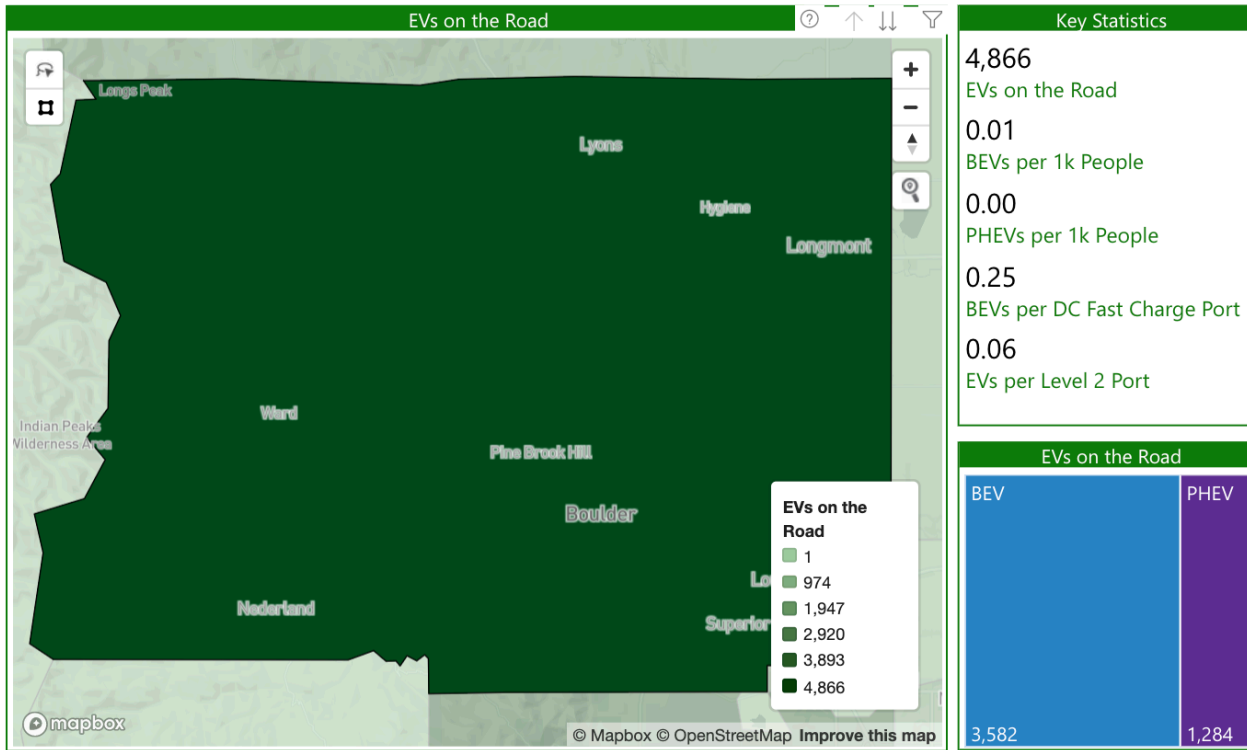 EVs on the Road
Longs Peak
Lyons
Hygiene
Longmont
Ward
Indian Peaks
Wilderness Area
Pine Brook Hill
Boulder
Nederland
Superior
EVs on the
Road
1
974
1,947
2,920
3,893
4,866
mapbox
© Mapbox © OpenStreetMap Improve this map
Key Statistics
4,866
EVs on the Road
0.01
BEVs per 1k People
0.00
PHEVs per 1k People
0.25
BEVs per DC Fast Charge Port
0.06
EVs per Level 2 Port
EVs on the Road
BEV
PHEV
3,582
1,284